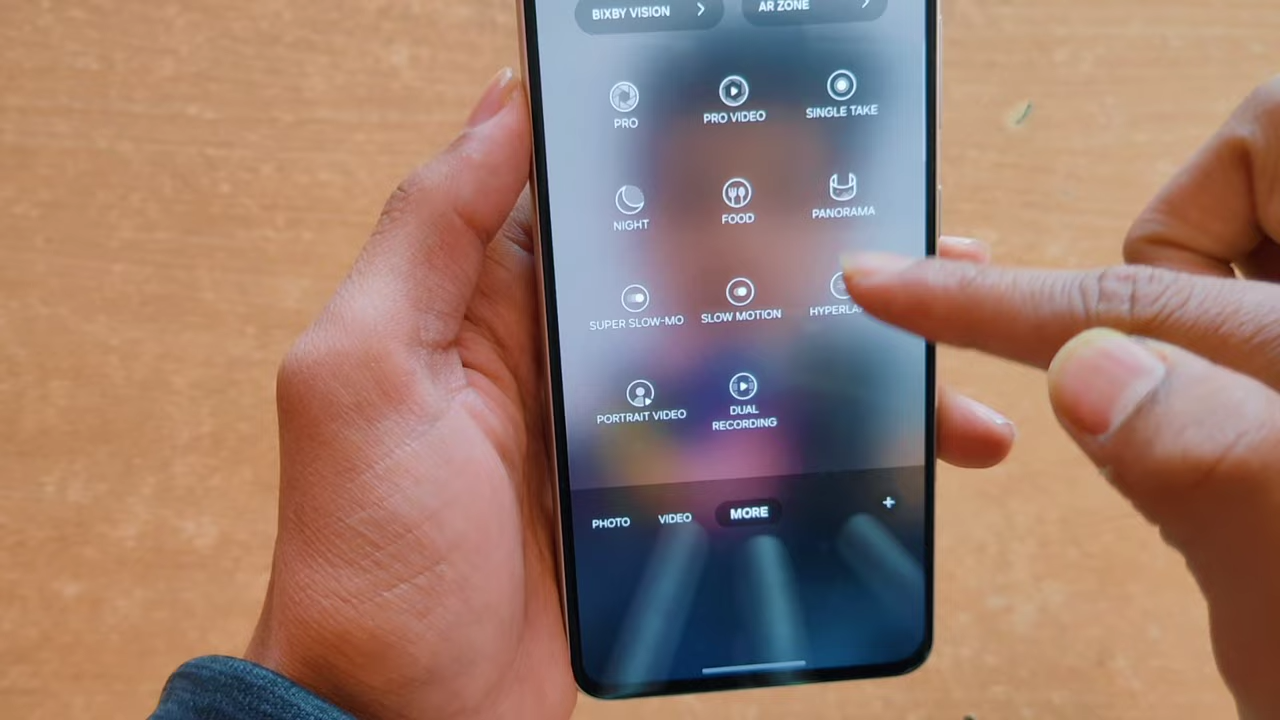 BIXBY VISION
AR ZONE
PRO
PRO VIDEO
SINGLE TAKE
NIGHT
FOOD
PANORAMA
SUPER SLOW-MO
SLOW MOTION
HYPERLA
PORTRAIT VIDEO
DUAL
RECORDING
PHOTO
VIDEO
MORE